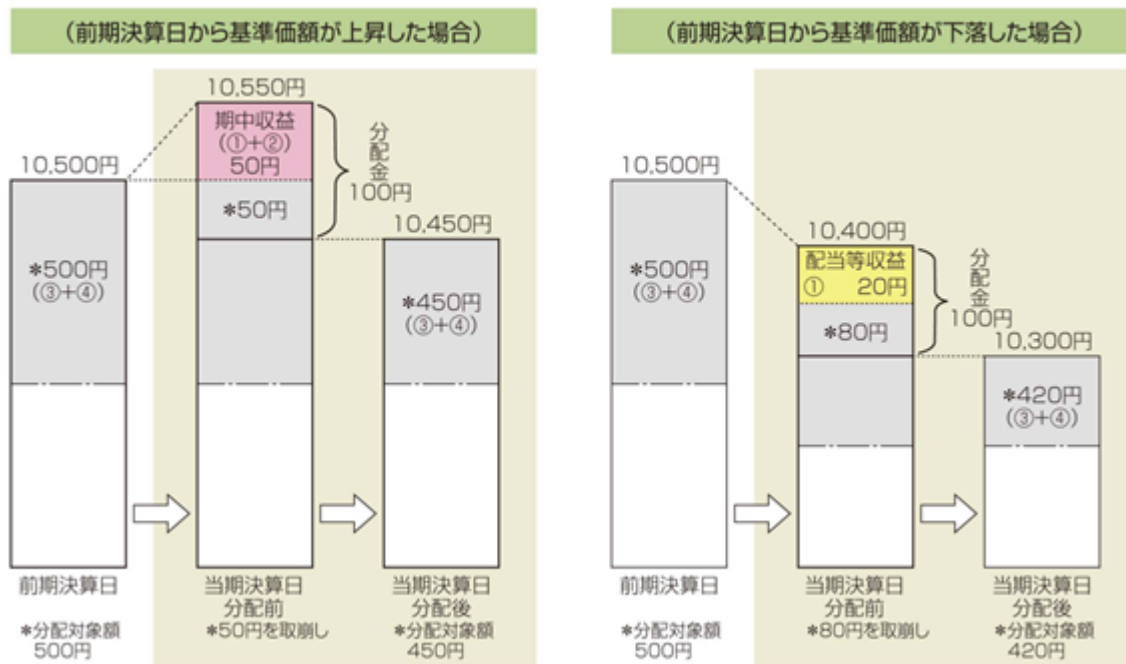 (前期決算日から基準価額が上昇した場合)
10,550円
期中収益
(①+②)
50円
分配金
100円
10,500円
*50円
10,450円
*500円
(③+④)
*450円
(③+④)
前期決算日
当期決算日
分配前
当期決算日
分配後
*分配対象額
500円
*50円を取崩し
*分配対象額
450円
(前期決算日から基準価額が下落した場合)
10,500円
10,400円
配当等収益
① 20円
分配金
100円
*500円
(③+④)
*80円
10,300円
*420円
(③+④)
前期決算日
当期決算日
分配前
当期決算日
分配後
*分配対象額
500円
*80円を取崩し
*分配対象額
420円